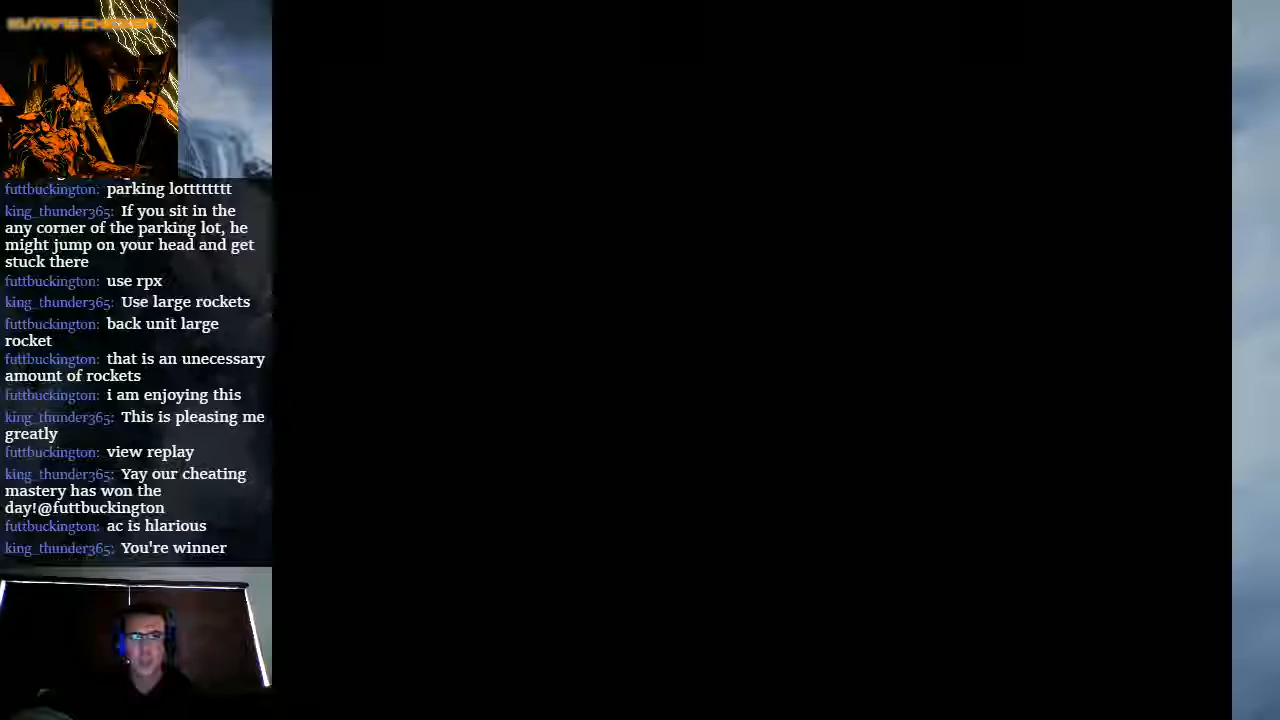 futtbuckington: parking lotttttttt
king_thunder365: If you sit in the
any corner of the parking lot, he
might jump on your head and get
stuck there
futtbuckington: use rpx
king_thunder365: Use large rockets
futtbuckington: back unit large
rocket
futtbuckington: that is an unecessary
amount of rockets
futtbuckington: i am enjoying this
king_thunder365: This is pleasing me
greatly
futtbuckington: view replay
king_thunder365: Yay our cheating
mastery has won the
day!@futtbuckington
futtbuckington: ac is hlarious
king_thunder365: You're winner